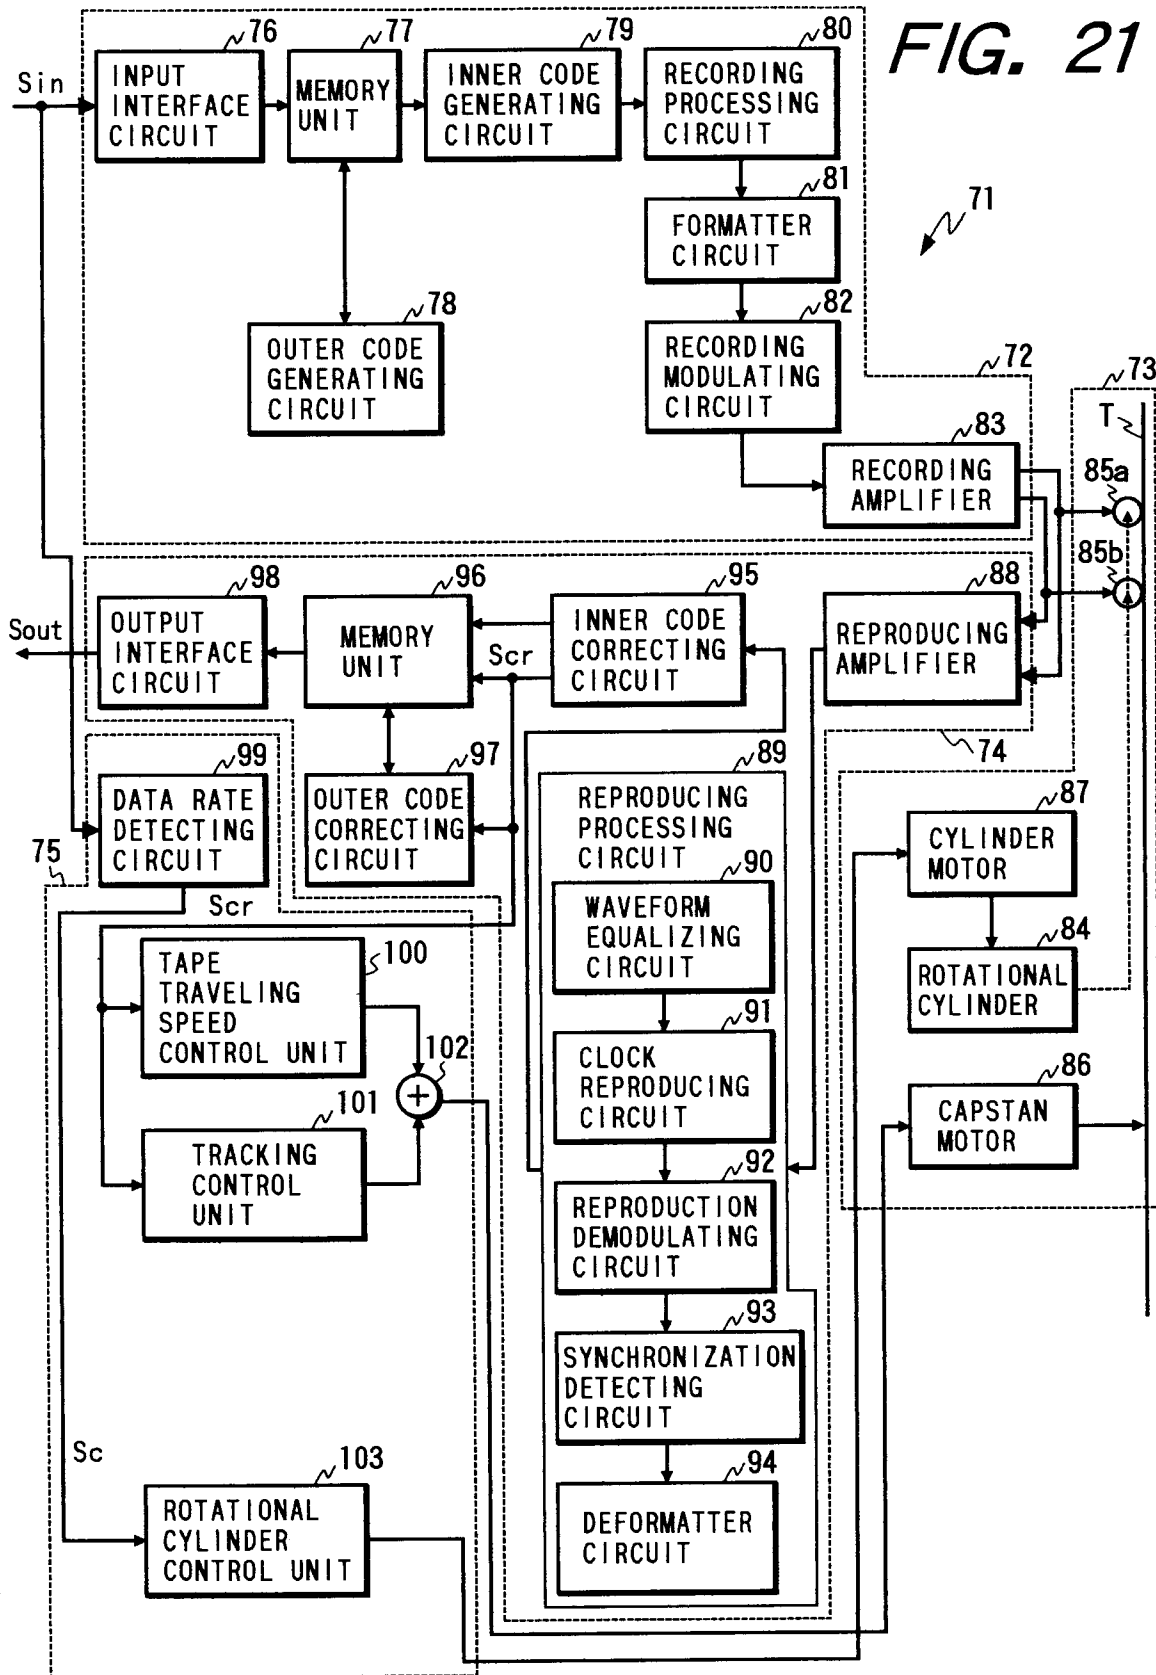 FIG. 21
76
77
79
80
Sin
INPUT
INTERFACE
CIRCUIT
MEMORY
UNIT
INNER CODE
GENERATING
CIRCUIT
RECORDING
PROCESSING
CIRCUIT
81
71
FORMATTER
CIRCUIT
78
82
OUTER CODE
GENERATING
CIRCUIT
RECORDING
MODULATING
CIRCUIT
72
73
T
83
RECORDING
AMPLIFIER
85a
85b
98
96
95
88
Sout
OUTPUT
INTERFACE
CIRCUIT
MEMORY
UNIT
Scr
INNER CODE
CORRECTING
CIRCUIT
REPRODUCING
AMPLIFIER
74
99
97
89
DATA RATE
DETECTING
CIRCUIT
OUTER CODE
CORRECTING
CIRCUIT
REPRODUCING
PROCESSING
CIRCUIT
87
CYLINDER
MOTOR
75
Scr
90
WAVEFORM
EQUALIZING
CIRCUIT
84
ROTATIONAL
CYLINDER
100
TAPE
TRAVELING
SPEED
CONTROL UNIT
102
+
91
CLOCK
REPRODUCING
CIRCUIT
86
CAPSTAN
MOTOR
101
TRACKING
CONTROL
UNIT
92
REPRODUCTION
DEMODULATING
CIRCUIT
93
SYNCHRONIZATION
DETECTING
CIRCUIT
Sc
103
ROTATIONAL
CYLINDER
CONTROL UNIT
94
DEFORMATTER
CIRCUIT